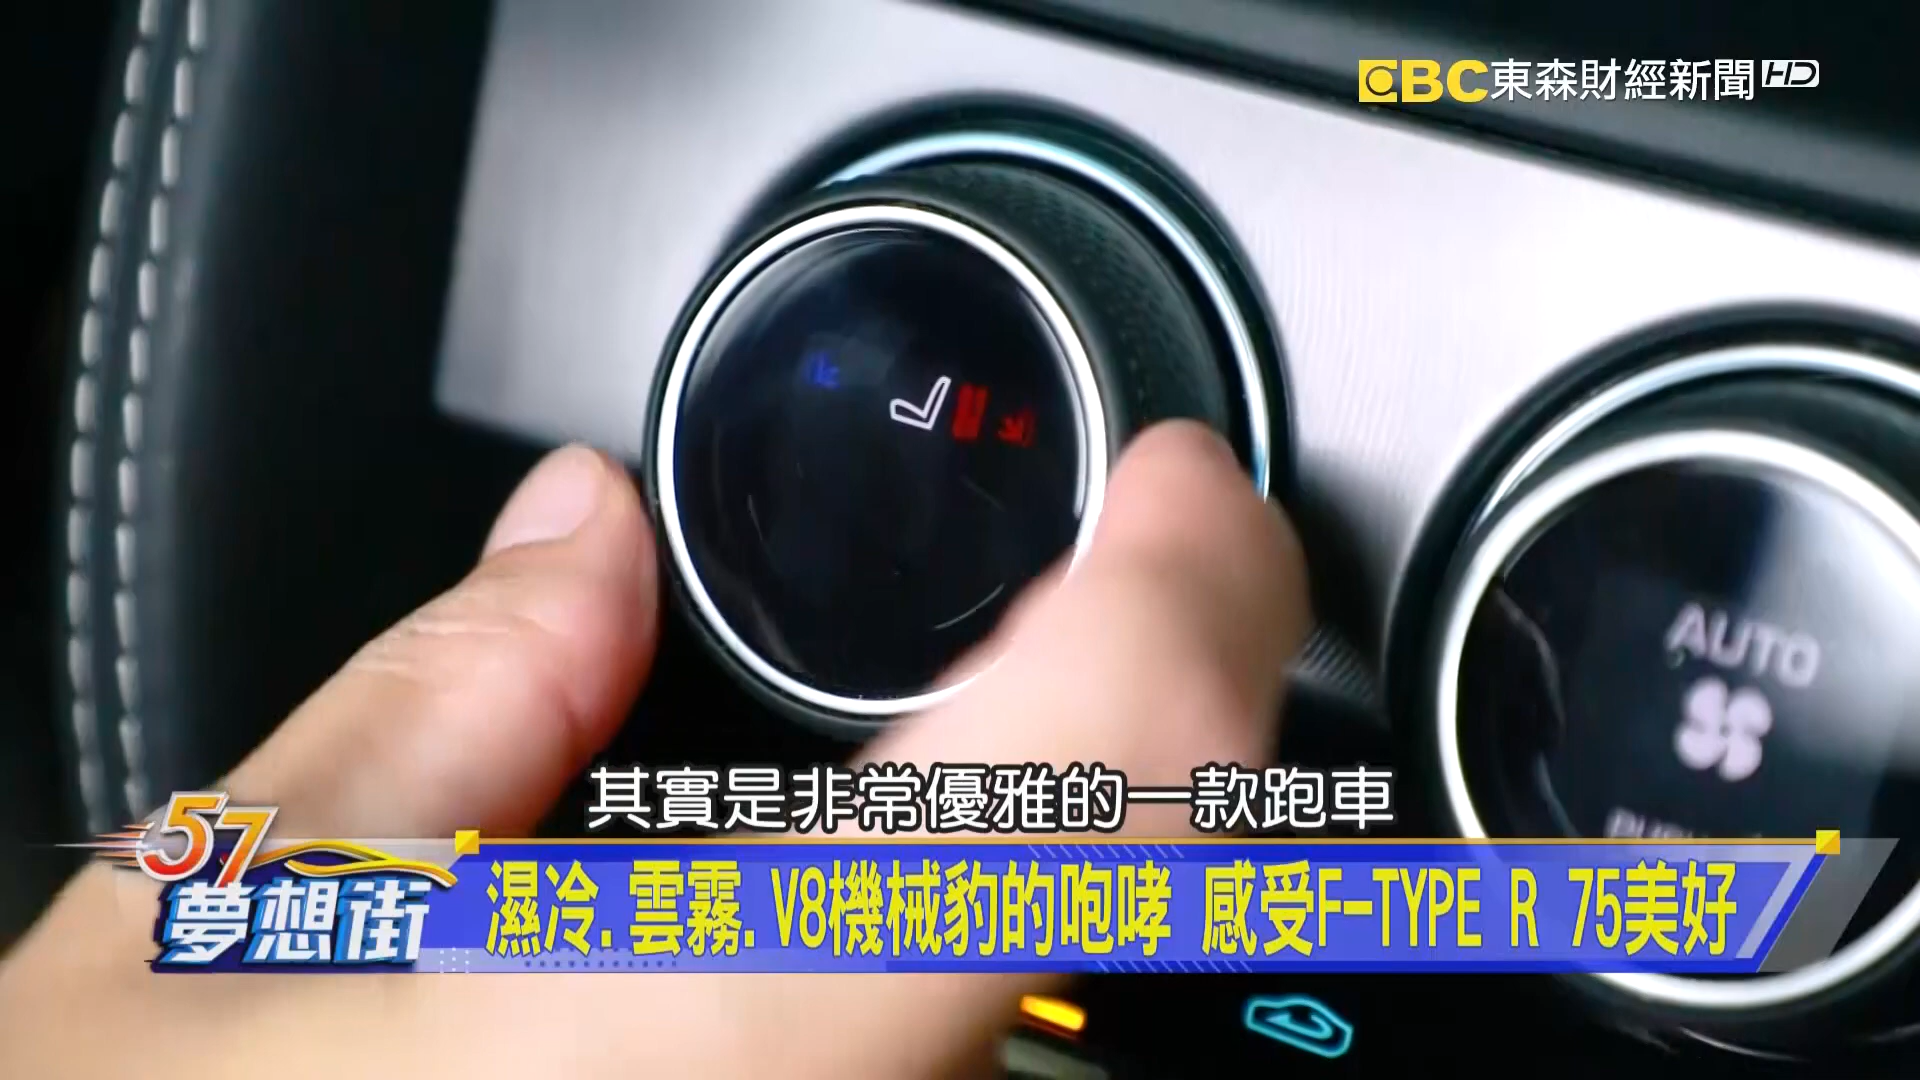 EBC東森財經新聞HD
AUTO
其實是非常優雅的一款跑車
57夢想街
濕冷.雲霧.V8機械豹的咆哮 感受F-TYPE R 75美好